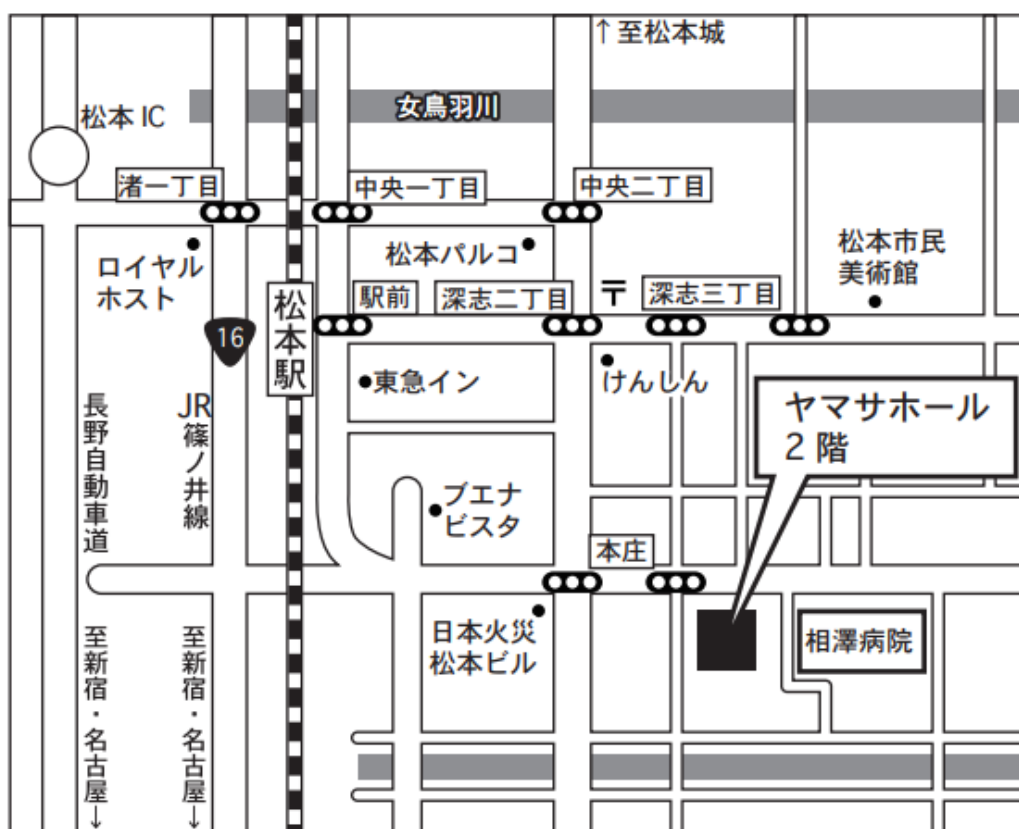 ↑至松本城
女鳥羽川
松本IC
渚一丁目
中央一丁目
中央二丁目
ロイヤル
ホスト
松本パルコ
松本市民
美術館
松本駅
駅前
深志二丁目
〒
深志三丁目
16
東急イン
けんしん
ヤマサホール
2階
長野自動車道
JR篠ノ井線
ブエナ
ビスタ
本庄
日本火災
松本ビル
相澤病院
至新宿・名古屋→
至新宿・名古屋→